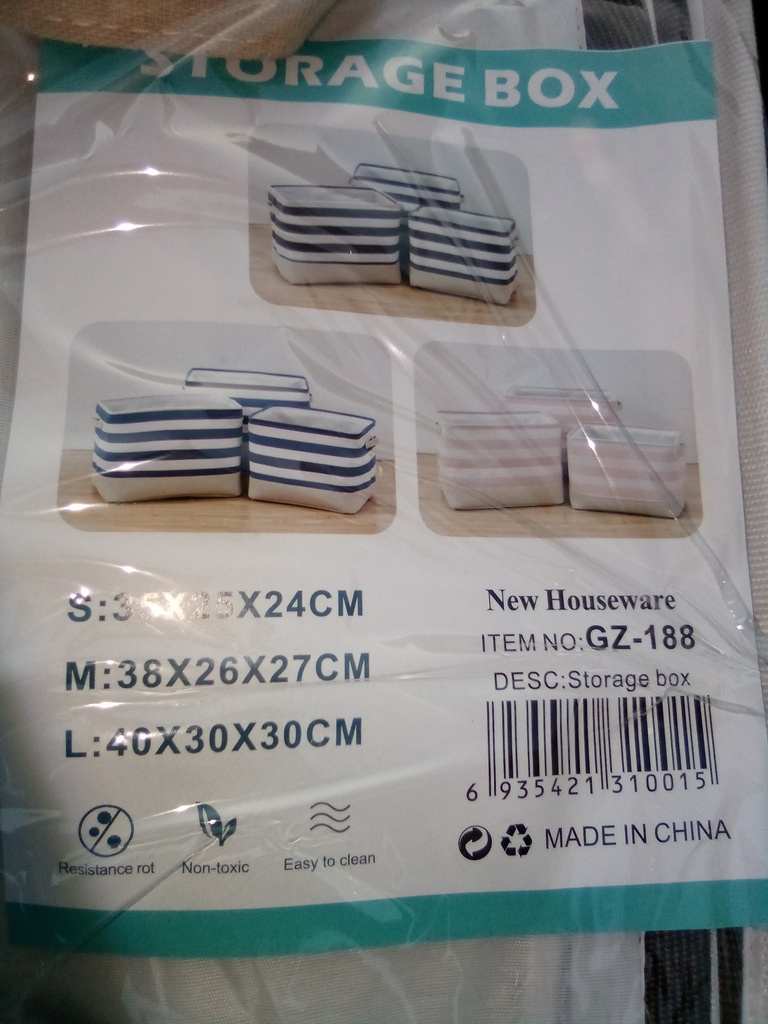 STORAGE BOX
S:35X25X24CM
M:38X26X27CM
L:40X30X30CM
Resistance rot
Non-toxic
Easy to clean
New Houseware
ITEM NO:GZ-188
DESC:Storage box
6 935421 310015
MADE IN CHINA